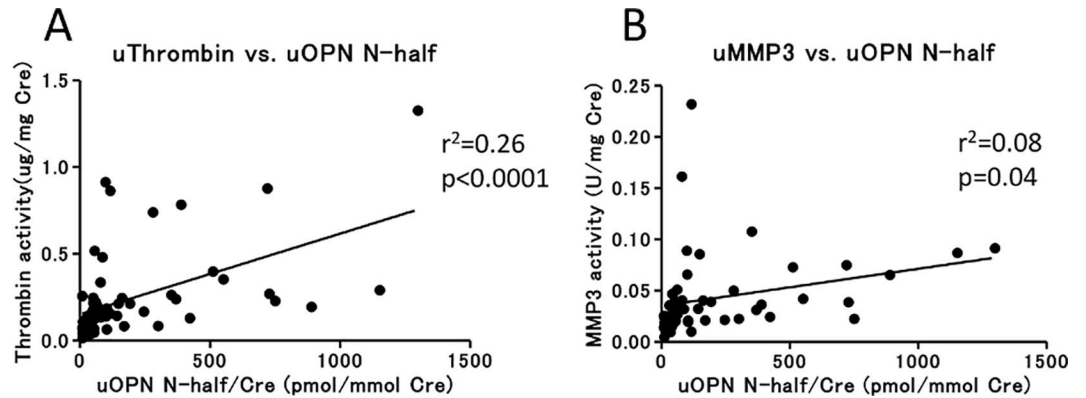 A
uThrombin vs. uOPN N-half
Thrombin activity(ug/mg Cre)
1.5
1.0
0.5
0.0
0
500
1000
1500
uOPN N-half/Cre (pmol/mmol Cre)
r²=0.26
p<0.0001
B
uMMP3 vs. uOPN N-half
MMP3 activity (U/mg Cre)
0.25
0.20
0.15
0.10
0.05
0.00
0
500
1000
1500
uOPN N-half/Cre (pmol/mmol Cre)
r²=0.08
p=0.04